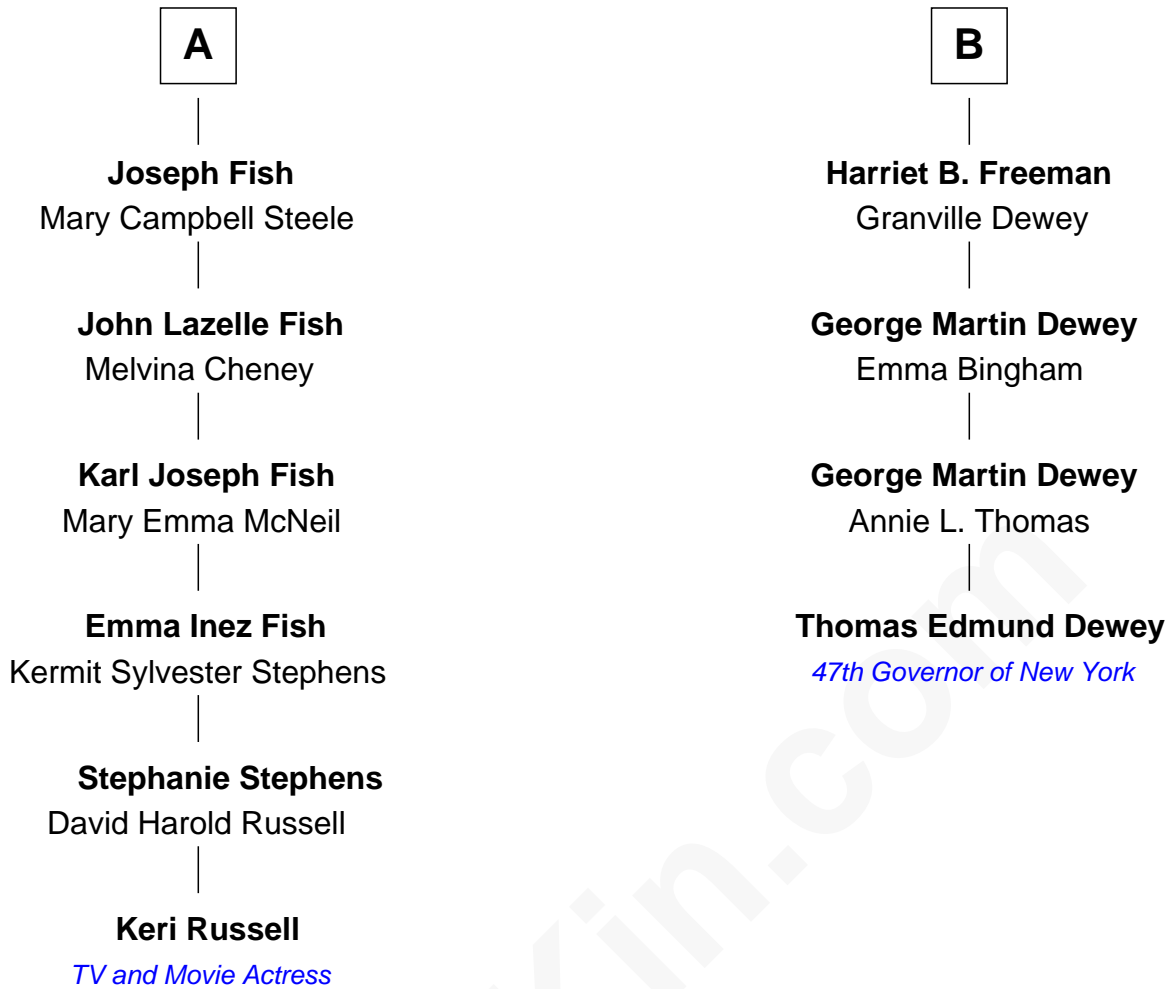 A
Joseph Fish
Mary Campbell Steele
John Lazelle Fish
Melvina Cheney
Karl Joseph Fish
Mary Emma McNeil
Emma Inez Fish
Kermit Sylvester Stephens
Stephanie Stephens
David Harold Russell
Keri Russell
TV and Movie Actress
B
Harriet B. Freeman
Granville Dewey
George Martin Dewey
Emma Bingham
George Martin Dewey
Annie L. Thomas
Thomas Edmund Dewey
47th Governor of New York